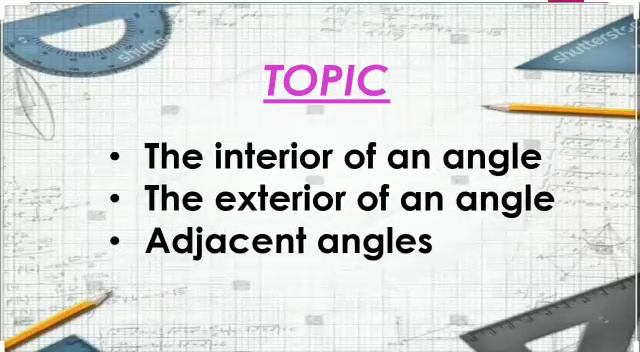 TOPIC
• The interior of an angle
• The exterior of an angle
• Adjacent angles